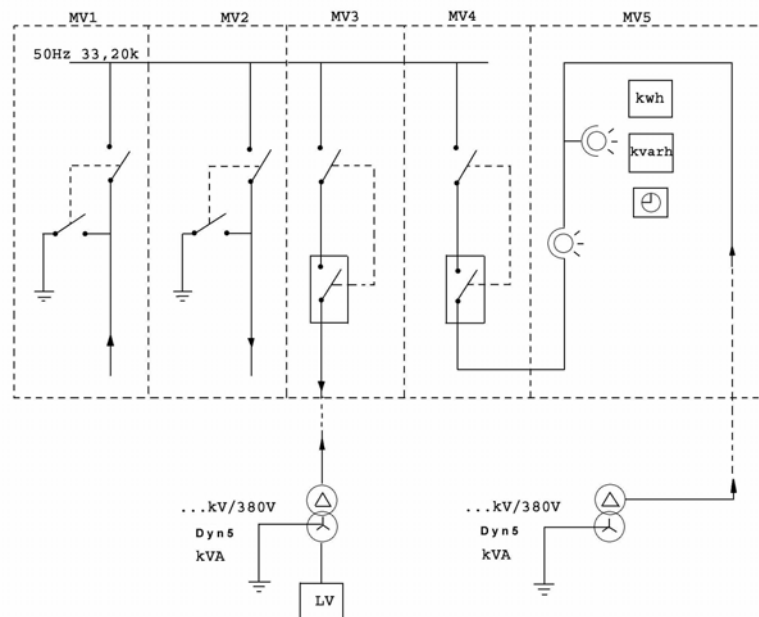 MV1 MV2 MV3 MV4 MV5
50Hz 33,20k
kwh
kvarh
...kV/380V
Dyn5
kVA
LV
...kV/380V
Dyn5
kVA